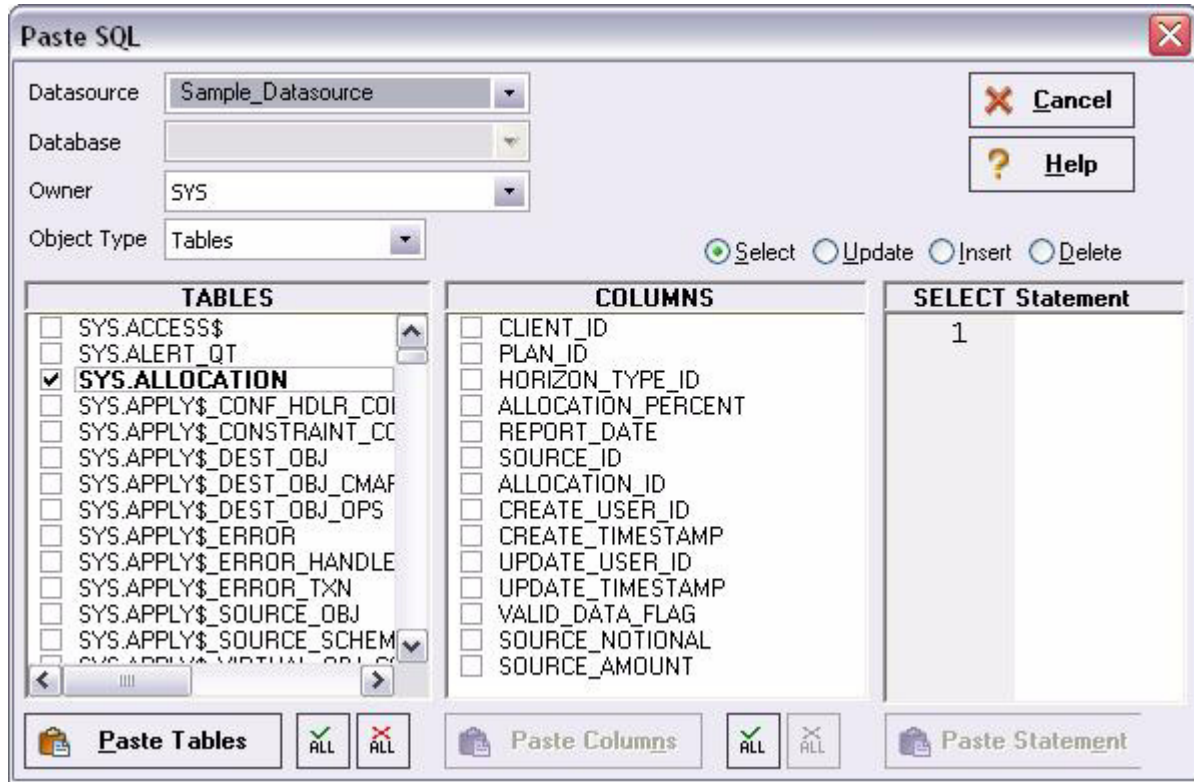 Paste SQL
Datasource Sample_Datasource
Cancel
Database
Help
Owner SYS
Object Type Tables
Select Update Insert Delete
TABLES
SYS.ACCESS$
SYS.ALERT_QT
SYS.ALLOCATION
SYS.APPLY$_CONF_HDLR_COL
SYS.APPLY$_CONSTRAINT_CO
SYS.APPLY$_DEST_OBJ
SYS.APPLY$_DEST_OBJ_CMAP
SYS.APPLY$_DEST_OBJ_OPS
SYS.APPLY$_ERROR
SYS.APPLY$_ERROR_HANDLE
SYS.APPLY$_ERROR_TXN
SYS.APPLY$_SOURCE_OBJ
SYS.APPLY$_SOURCE_SCHEM
COLUMNS
CLIENT_ID
PLAN_ID
HORIZON_TYPE_ID
ALLOCATION_PERCENT
REPORT_DATE
SOURCE_ID
ALLOCATION_ID
CREATE_USER_ID
CREATE_TIMESTAMP
UPDATE_USER_ID
UPDATE_TIMESTAMP
VALID_DATA_FLAG
SOURCE_NOTIONAL
SOURCE_AMOUNT
SELECT Statement
1
Paste Tables ALL ALL
Paste Columns ALL ALL
Paste Statement